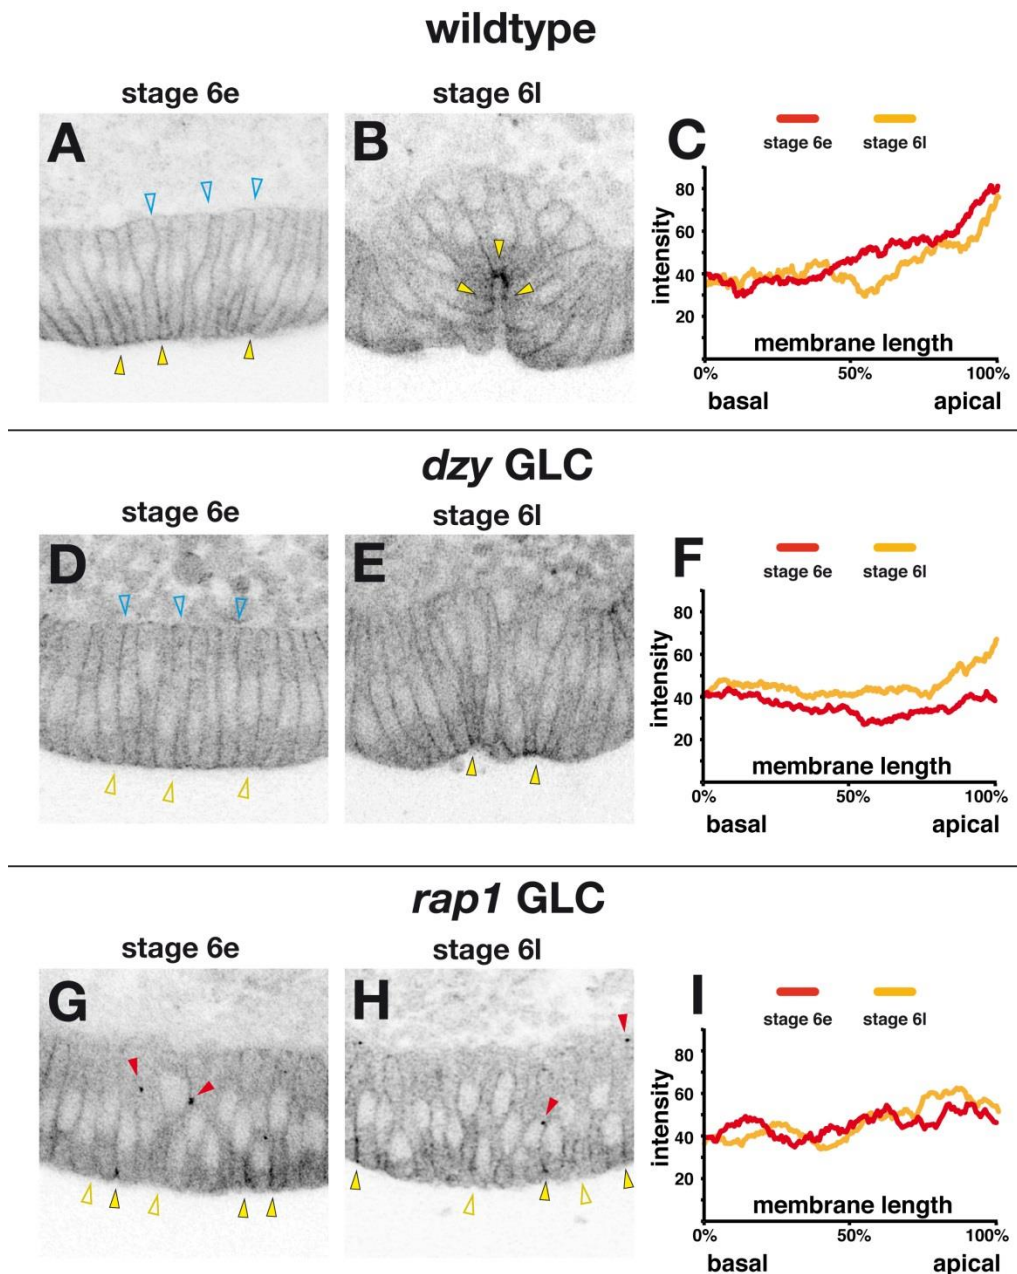 wildtype
stage 6e
stage 6l
A
B
C
stage 6e
stage 6l
80
60
40
20
intensity
membrane length
0%
50%
100%
basal
apical
dzy GLC
stage 6e
stage 6l
D
E
F
stage 6e
stage 6l
80
60
40
20
intensity
membrane length
0%
50%
100%
basal
apical
rap1 GLC
stage 6e
stage 6l
G
H
I
stage 6e
stage 6l
80
60
40
20
intensity
membrane length
0%
50%
100%
basal
apical